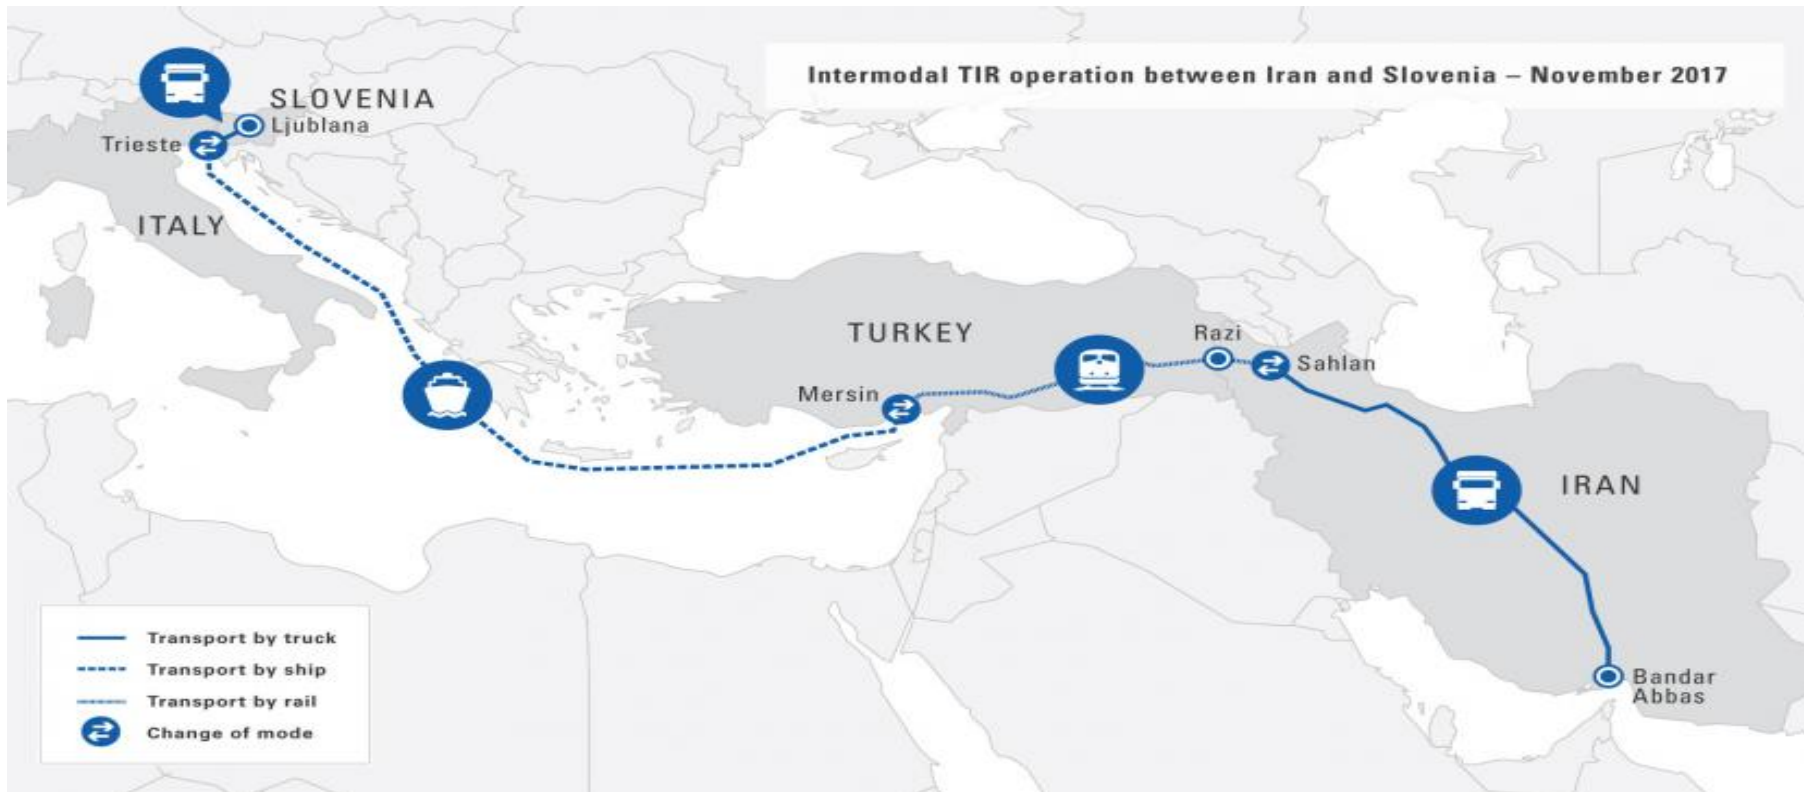 Intermodal TIR operation between Iran and Slovenia – November 2017
SLOVENIA
Ljublana
Trieste
ITALY
TURKEY
Razi
Sahlan
Mersin
IRAN
Bandar
Abbas
Transport by truck
Transport by ship
Transport by rail
Change of mode